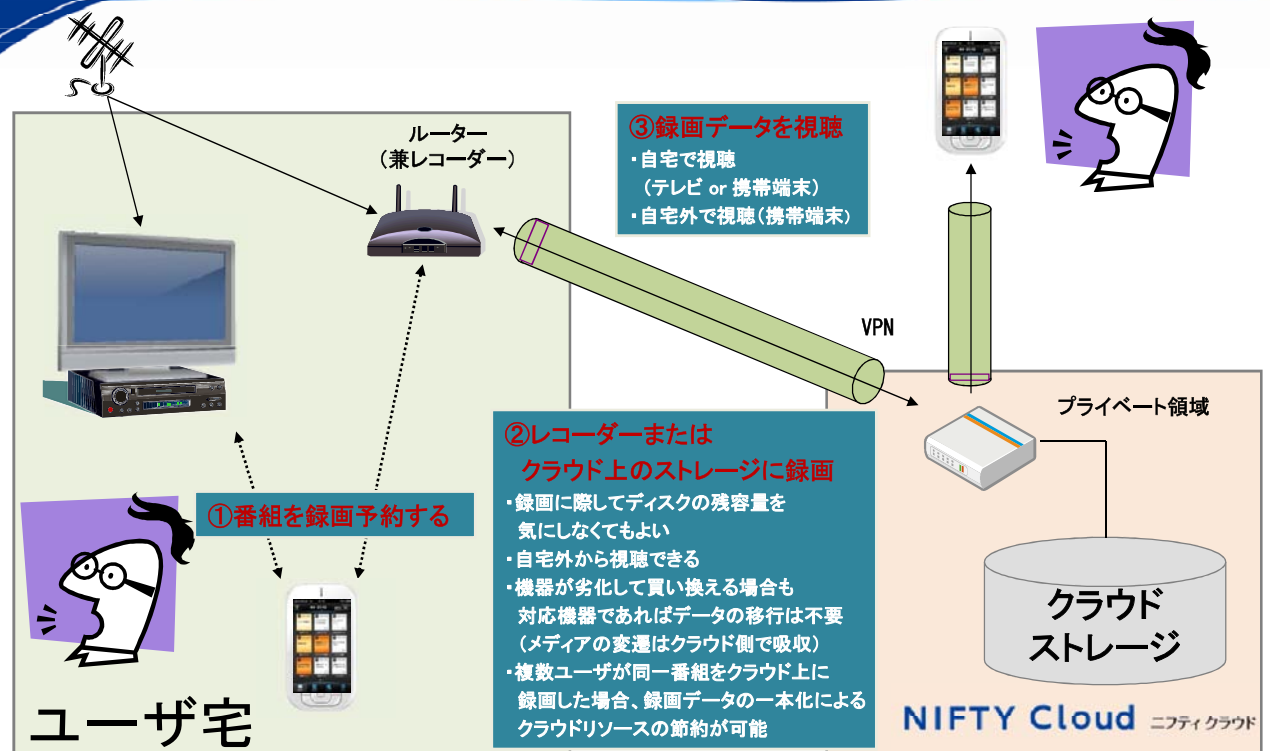 ルーター
（兼レコーダー）
③録画データを視聴
・自宅で視聴
（テレビ or 携帯端末）
・自宅外で視聴（携帯端末）
VPN
プライベート領域
①番組を録画予約する
②レコーダーまたは
クラウド上のストレージに録画
・録画に際してディスクの残容量を
気にしなくてもよい
・自宅外から視聴できる
・機器が劣化して買い換える場合も
対応機器であればデータの移行は不要
（メディアの変遷はクラウド側で吸収）
・複数ユーザが同一番組をクラウド上に
録画した場合、録画データの一本化による
クラウドリソースの節約が可能
クラウド
ストレージ
ユーザ宅
NIFTY Cloud ニフティクラウド